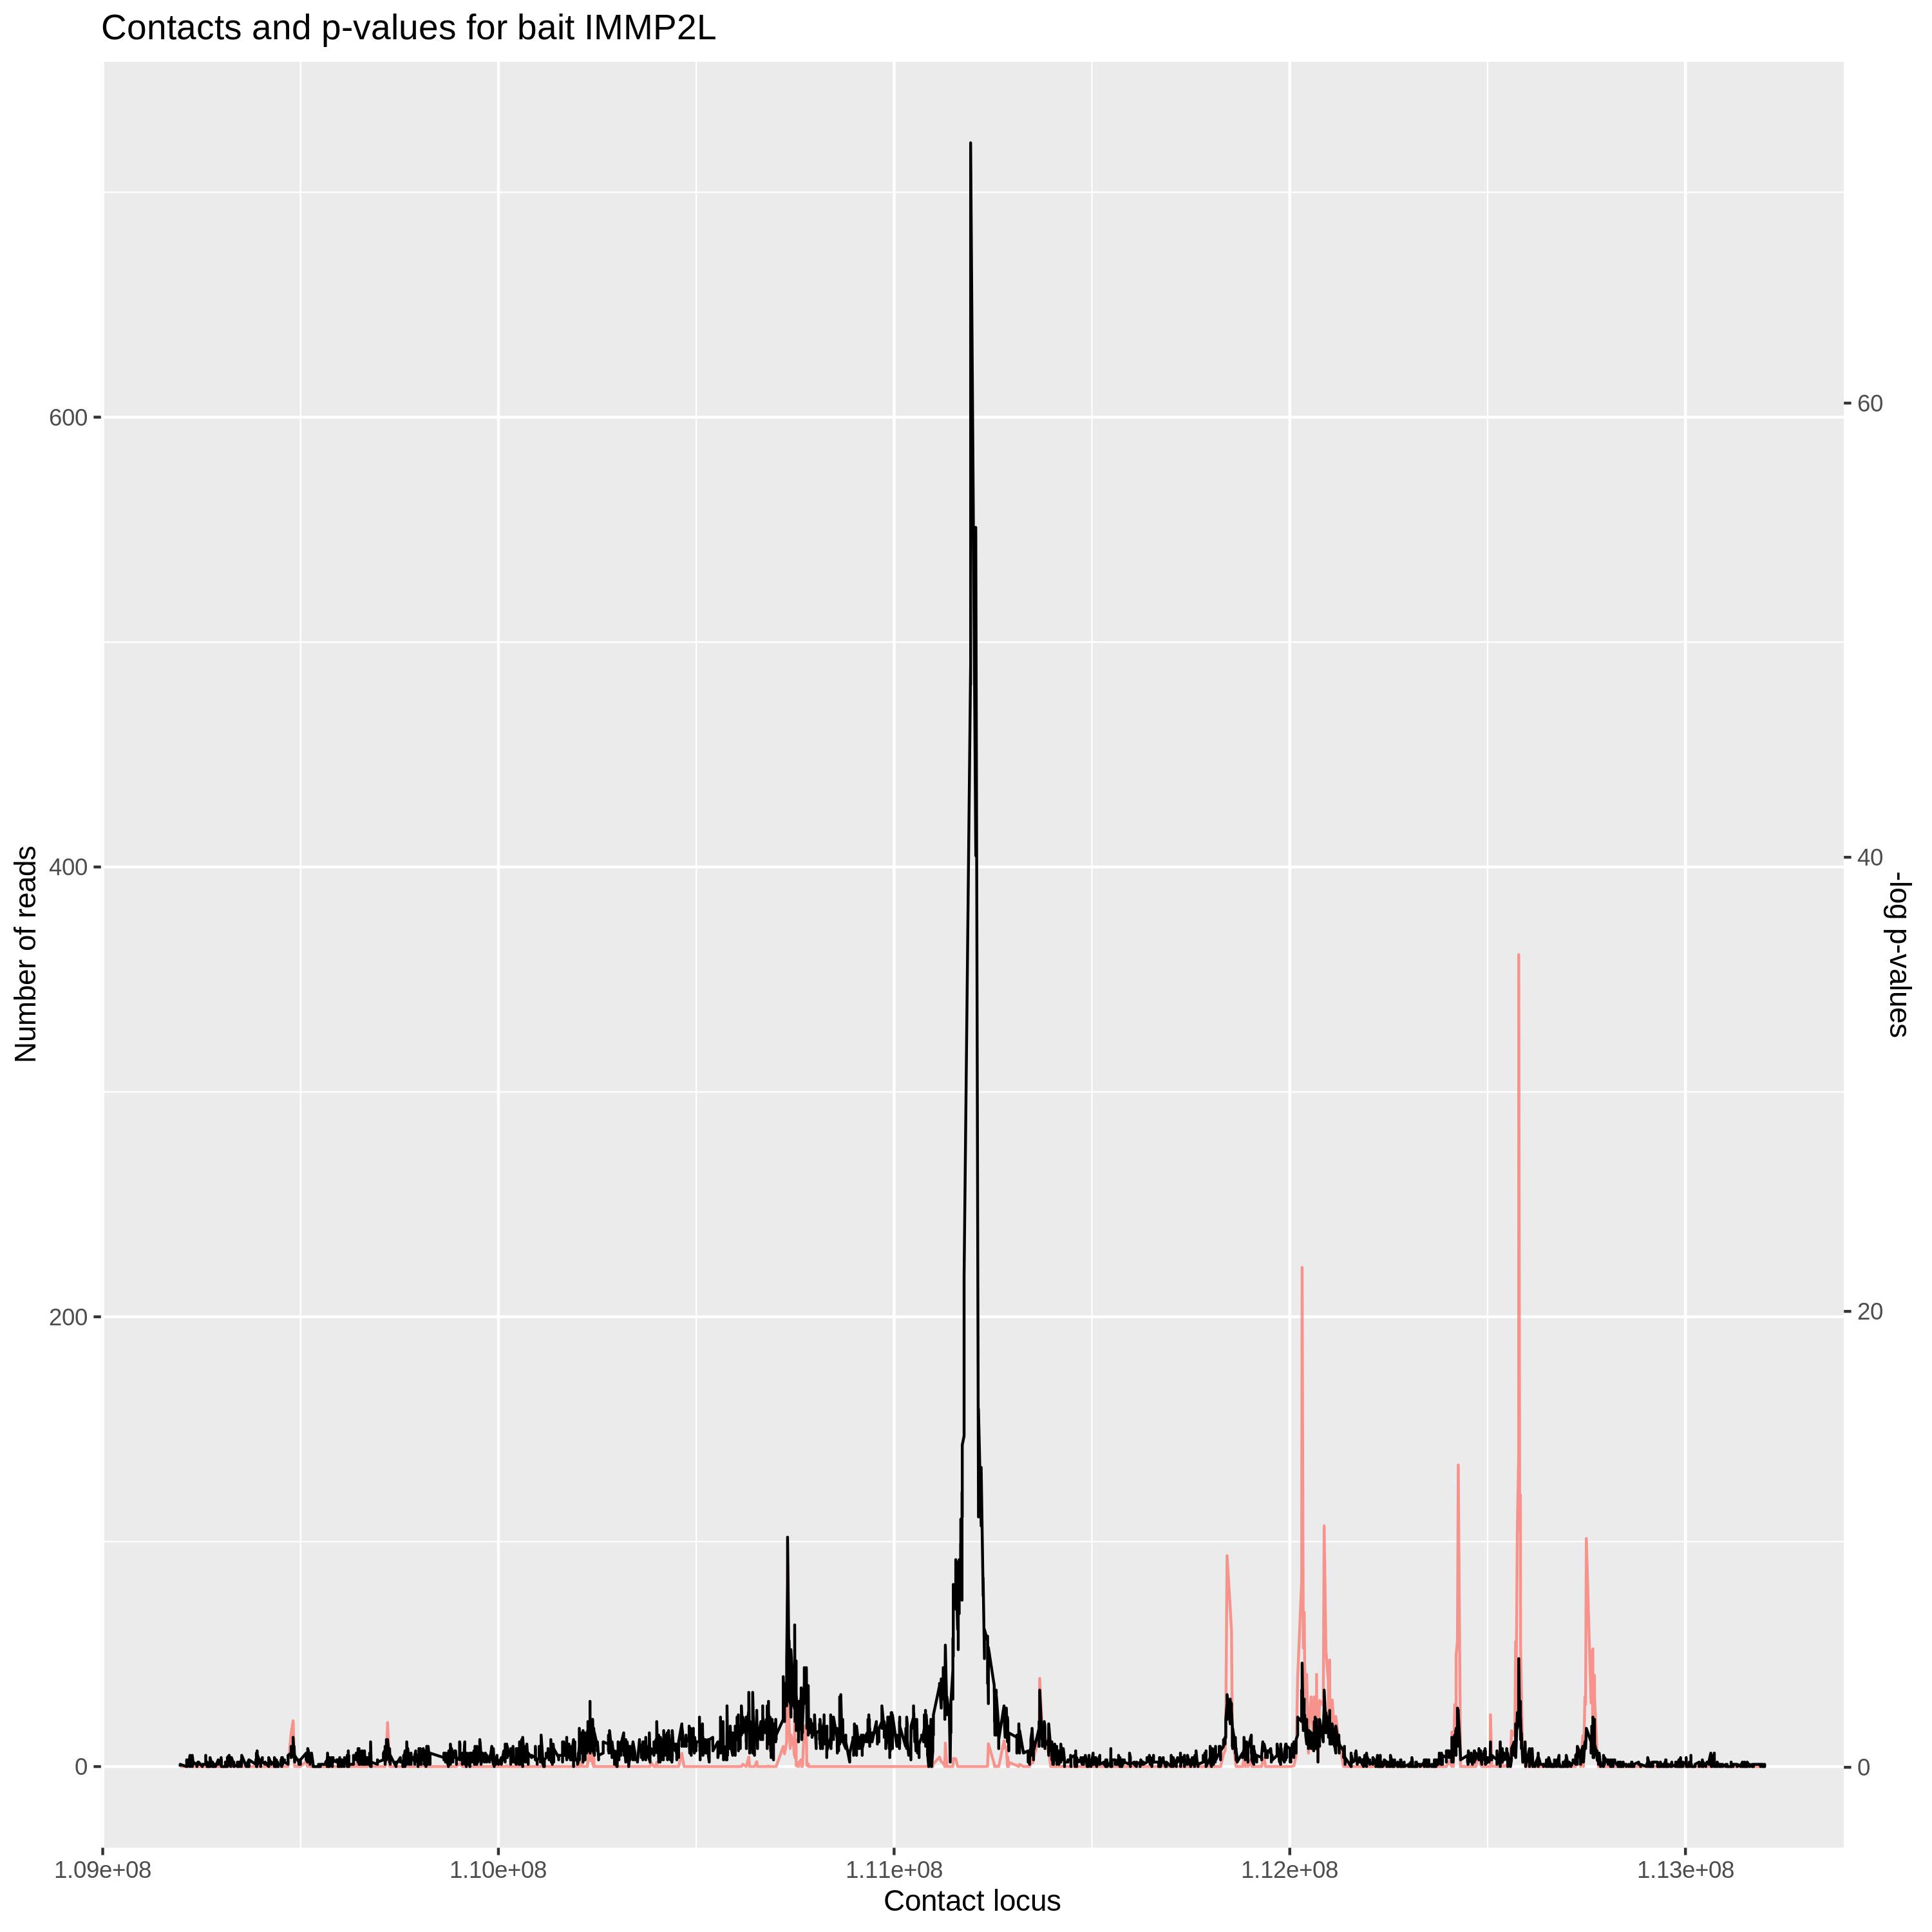 Contacts and p-values for bait IMMP2L
600
400
200
0
Number of reads
60
40
20
0
-log p-values
1.09e+08 1.10e+08 1.11e+08 1.12e+08 1.13e+08
Contact locus